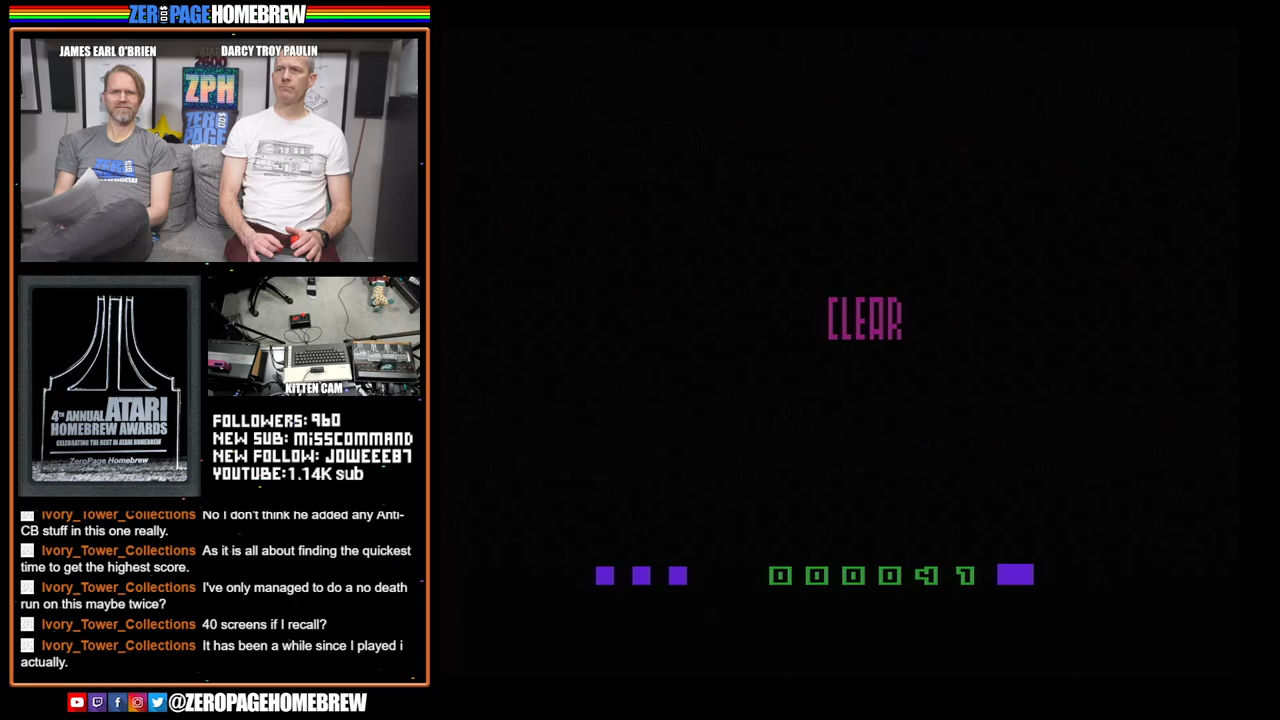 ZEROPAGE HOMEBREW
JAMES EARL O'BRIEN
DARCY TROY PAULIN
2600
ZPH
ZERO
PAGE
4TH ANNUAL ATARI
HOMEBREW AWARDS
CELEBRATING THE BEST IN ATARI HOMEBREW
ZeroPage Homebrew
KITTEN CAM
FOLLOWERS: 960
NEW SUB: MISSCOMMAND
NEW FOLLOW: JOWEEE87
YOUTUBE: 1.14K sub
Ivory_Tower_Collections No I don't think he added any Anti-
CB stuff in this one really.
Ivory_Tower_Collections As it is all about finding the quickest
time to get the highest score.
Ivory_Tower_Collections I've only managed to do a no death
run on this maybe twice?
Ivory_Tower_Collections 40 screens if I recall?
Ivory_Tower_Collections It has been a while since I played i
actually.
@ZEROPAGEHOMEBREW
CLEAR
000041